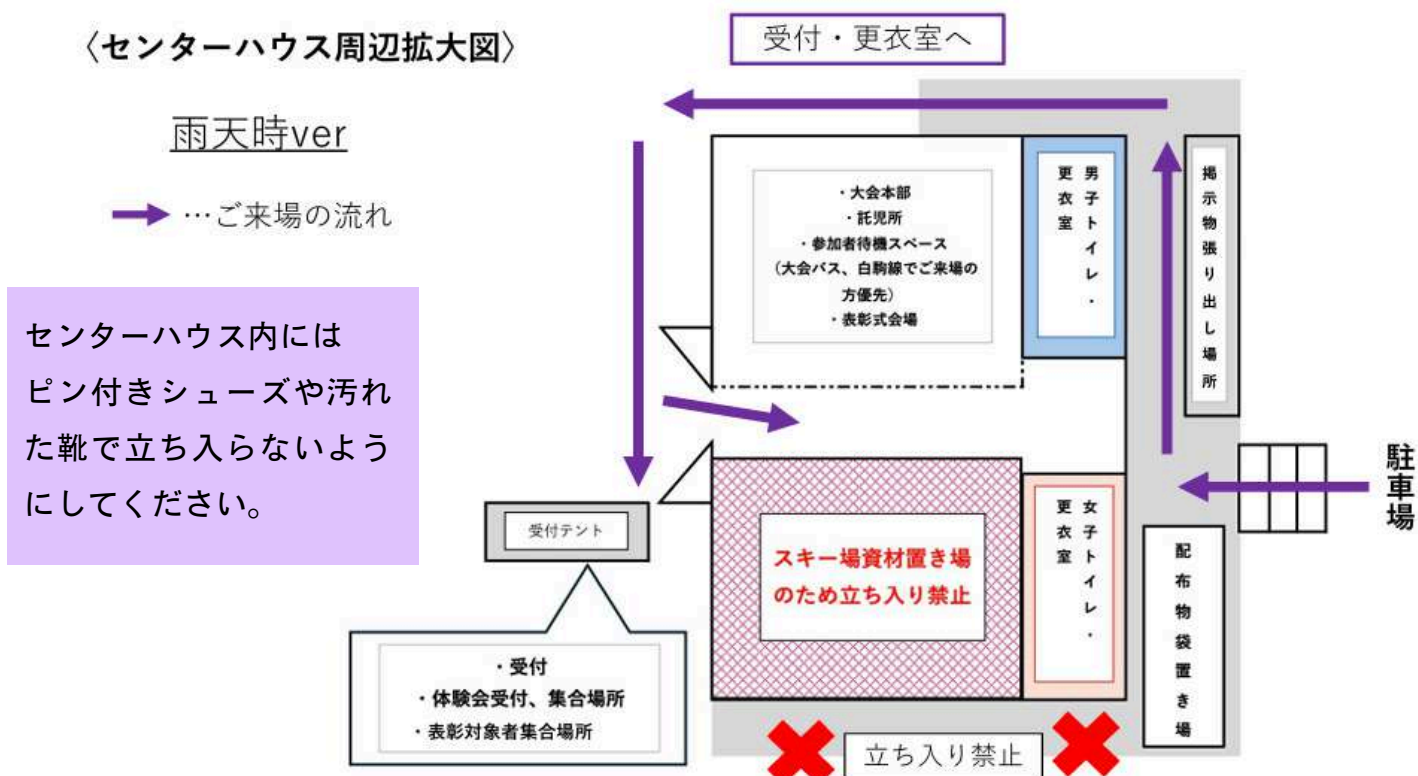 〈センターハウス周辺拡大図〉
受付・更衣室へ
雨天時ver
…ご来場の流れ
センターハウス内には
ピン付きシューズや汚れ
た靴で立ち入らないよう
にしてください。
・大会本部
・託児所
・参加者待機スペース
（大会バス、白駒線でご来場の
方優先）
・表彰式会場
男子トイレ・
更衣室
掲示物張り出し場所
駐車場
受付テント
スキー場資材置き場
のため立ち入り禁止
女子トイレ・
更衣室
配布物袋置き場
・受付
・体験会受付、集合場所
・表彰対象者集合場所
立ち入り禁止